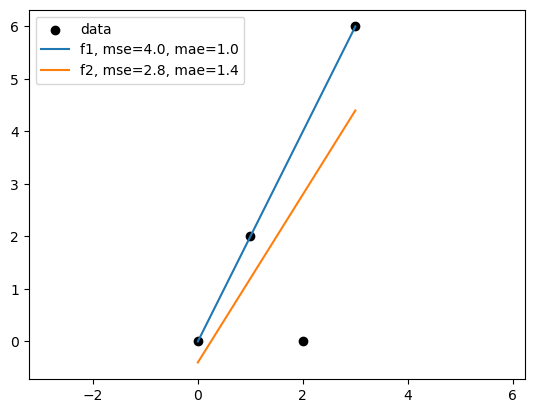 data
f1, mse=4.0, mae=1.0
f2, mse=2.8, mae=1.4
6
5
4
3
2
1
0
−2 0 2 4 6